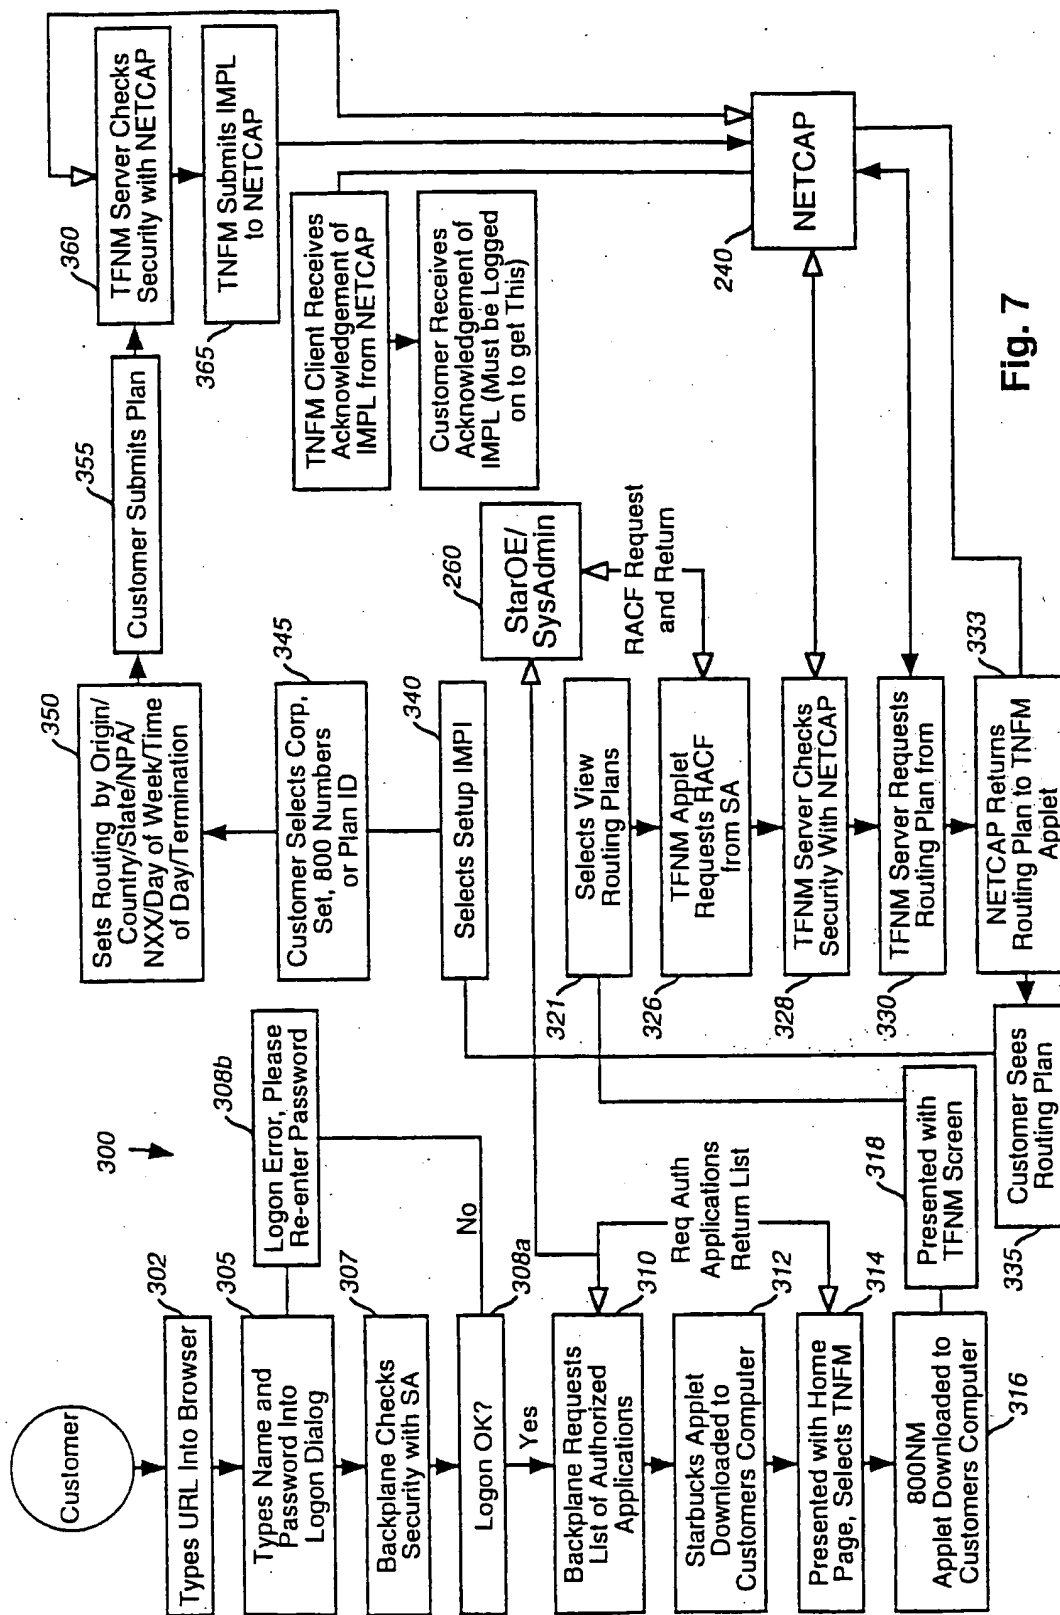 Customer
Types URL Into Browser
302
Types Name and
Password Into
Logon Dialog
305
Logon Error, Please
Re-enter Password
308b
300
Backplane Checks
Security with SA
307
Logon OK?
308a
No
Yes
Backplane Requests
List of Authorized
Applications
310
Req Auth
Applications
Return List
Starbucks Applet
Downloaded to
Customers Computer
312
Presented with Home
Page, Selects TNFM
314
800NM
Applet Downloaded to
Customers Computer
316
Presented with
TFNM Screen
318
Selects View
Routing Plans
321
TFNM Applet
Requests RACF
from SA
326
RACF Request
and Return
StarOE/
SysAdmin
260
TFNM Server Checks
Security With NETCAP
328
TFNM Server Requests
Routing Plan from
330
NETCAP Returns
Routing Plan to TNFM
Applet
333
Customer Sees
Routing Plan
335
Selects Setup IMPI
340
Customer Selects Corp,
Set, 800 Numbers
or Plan ID
345
Sets Routing by Origin/
Country/State/NPA/
NXX/Day of Week/Time
of Day/Termination
350
Customer Submits Plan
355
TFNM Server Checks
Security with NETCAP
360
TNFM Submits IMPL
to NETCAP
365
TNFM Client Receives
Acknowledgement of
IMPL from NETCAP
Customer Receives
Acknowledgement of
IMPL (Must be Logged
on to get This)
NETCAP
240
Fig. 7